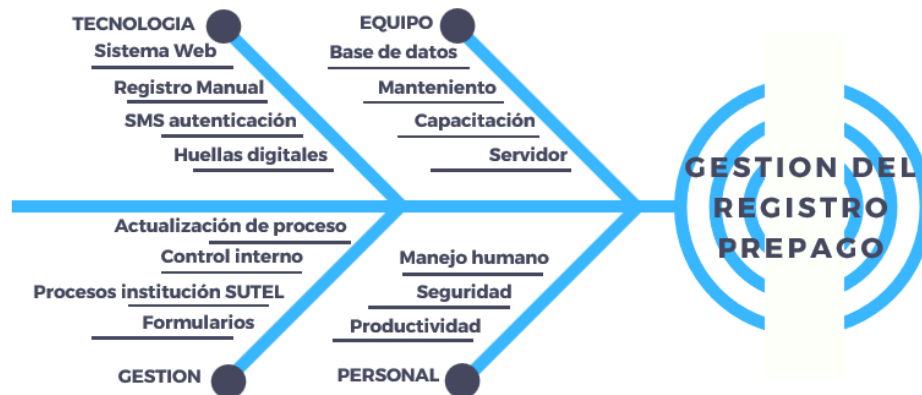 TECNOLOGIA
Sistema Web
Registro Manual
SMS autenticación
Huellas digitales
EQUIPO
Base de datos
Manteniento
Capacitación
Servidor
GESTION DEL
REGISTRO
PREPAGO
Actualización de proceso
Control interno
Procesos institución SUTEL
Formularios
GESTION
Manejo humano
Seguridad
Productividad
PERSONAL